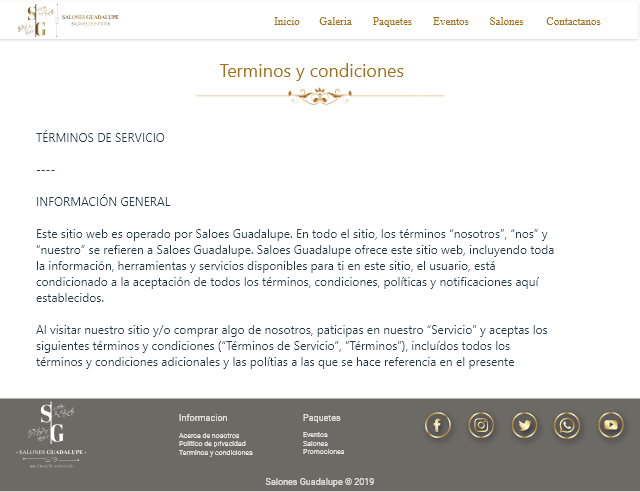 SG
SALONES GUADALUPE
SALONES DE EVENTOS
Inicio Galeria Paquetes Eventos Salones Contactanos
Terminos y condiciones
TÉRMINOS DE SERVICIO
----
INFORMACIÓN GENERAL
Este sitio web es operado por Saloes Guadalupe. En todo el sitio, los términos “nosotros”, “nos” y
“nuestro” se refieren a Saloes Guadalupe. Saloes Guadalupe ofrece este sitio web, incluyendo toda
la información, herramientas y servicios disponibles para ti en este sitio, el usuario, está
condicionado a la aceptación de todos los términos, condiciones, políticas y notificaciones aquí
establecidos.
Al visitar nuestro sitio y/o comprar algo de nosotros, paticipas en nuestro “Servicio” y aceptas los
siguientes términos y condiciones (“Términos de Servicio”, “Términos”), incluídos todos los
términos y condiciones adicionales y las polítias a las que se hace referencia en el presente
SG
- SALONES GUADALUPE -
Informacion
Acerca de nosotros
Politico de privacidad
Terminos y condiciones
Paquetes
Eventos
Salones
Promociones
Salones Guadalupe ® 2019